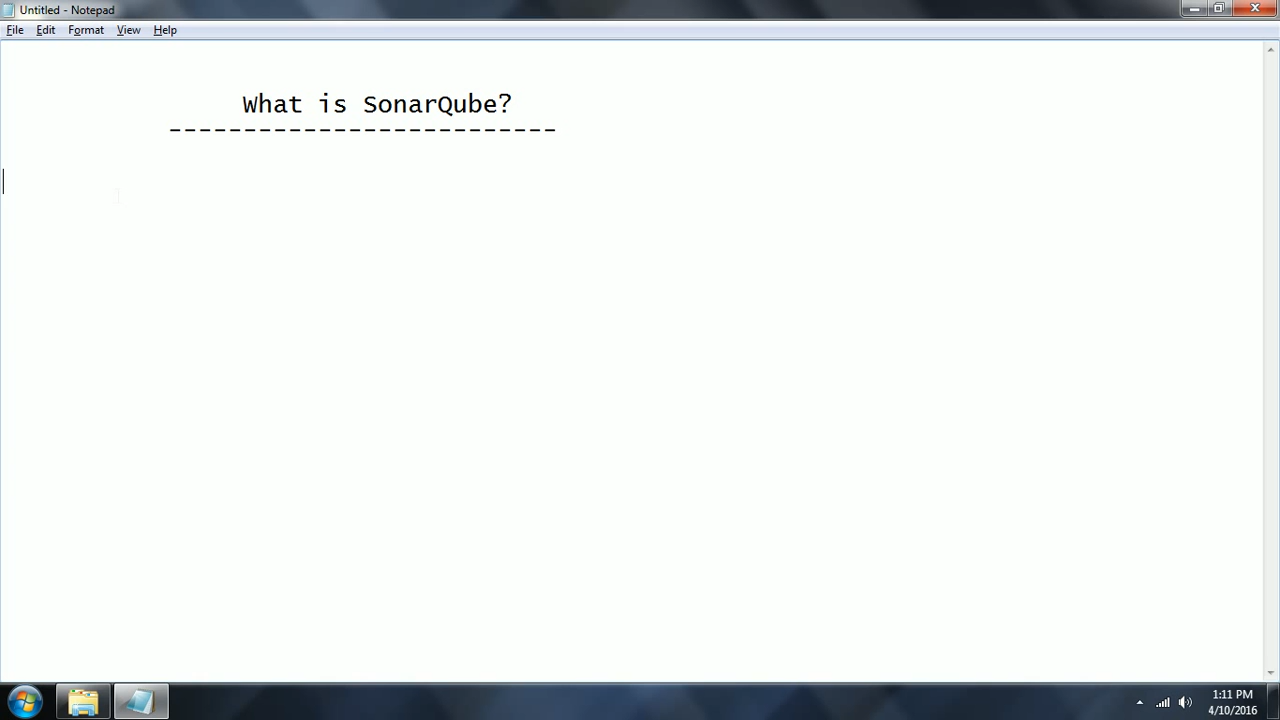 Untitled - Notepad
File Edit Format View Help
What is SonarQube?
--------------------------
1:11 PM
4/10/2016